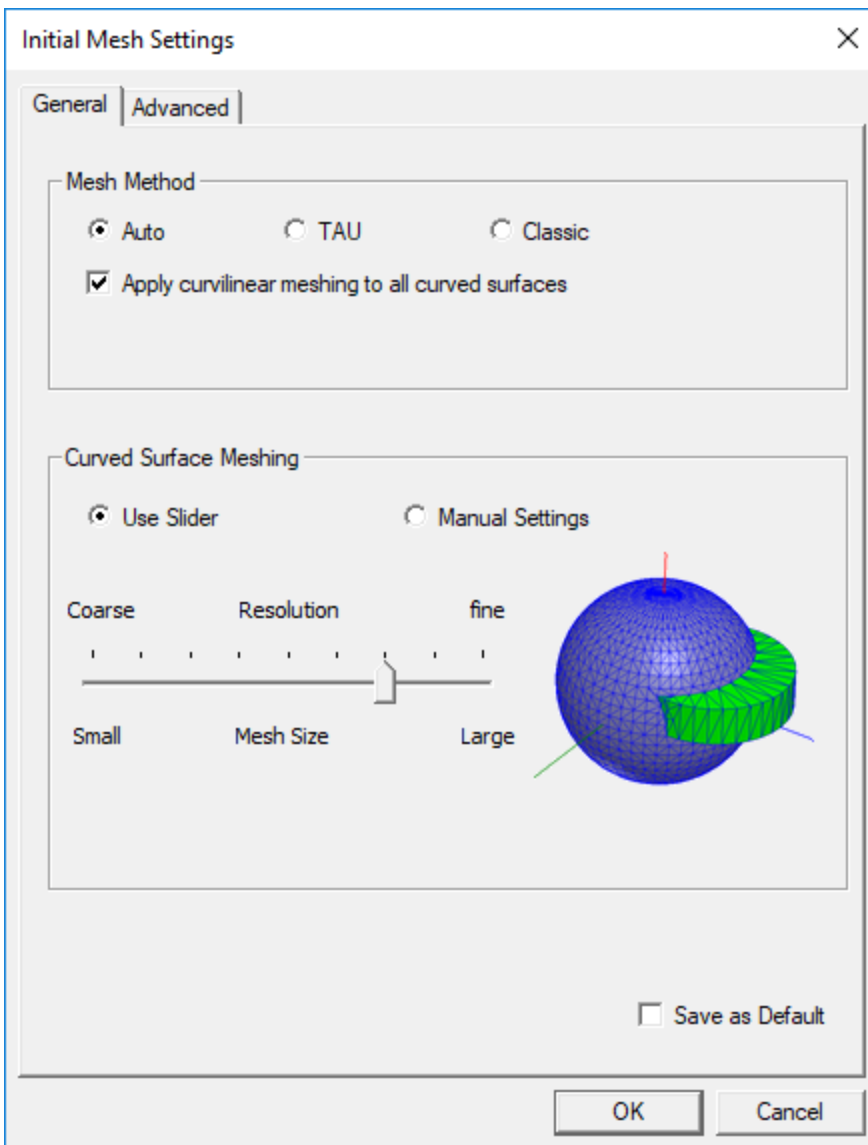 Initial Mesh Settings
General Advanced
Mesh Method
Auto TAU Classic
Apply curvilinear meshing to all curved surfaces
Curved Surface Meshing
Use Slider Manual Settings
Coarse Resolution fine
Small Mesh Size Large
Save as Default
OK Cancel